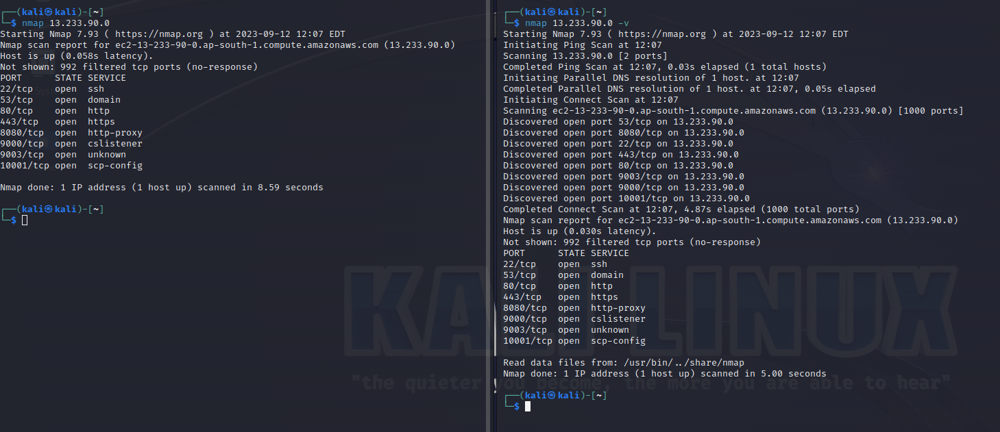 ┌──(kali㉿kali)-[~]
└─$ nmap 13.233.90.0
Starting Nmap 7.93 ( https://nmap.org ) at 2023-09-12 12:07 EDT
Nmap scan report for ec2-13-233-90-0.ap-south-1.compute.amazonaws.com (13.233.90.0)
Host is up (0.058s latency).
Not shown: 992 filtered tcp ports (no-response)
PORT      STATE SERVICE
22/tcp    open  ssh
53/tcp    open  domain
80/tcp    open  http
443/tcp   open  https
8080/tcp  open  http-proxy
9000/tcp  open  cslistener
9003/tcp  open  unknown
10001/tcp open  scp-config
Nmap done: 1 IP address (1 host up) scanned in 8.59 seconds
┌──(kali㉿kali)-[~]
└─$
┌──(kali㉿kali)-[~]
└─$ nmap 13.233.90.0 -v
Starting Nmap 7.93 ( https://nmap.org ) at 2023-09-12 12:07 EDT
Initiating Ping Scan at 12:07
Scanning 13.233.90.0 [2 ports]
Completed Ping Scan at 12:07, 0.03s elapsed (1 total hosts)
Initiating Parallel DNS resolution of 1 host. at 12:07
Completed Parallel DNS resolution of 1 host. at 12:07, 0.05s elapsed
Initiating Connect Scan at 12:07
Scanning ec2-13-233-90-0.ap-south-1.compute.amazonaws.com (13.233.90.0) [1000 ports]
Discovered open port 53/tcp on 13.233.90.0
Discovered open port 8080/tcp on 13.233.90.0
Discovered open port 22/tcp on 13.233.90.0
Discovered open port 443/tcp on 13.233.90.0
Discovered open port 80/tcp on 13.233.90.0
Discovered open port 9003/tcp on 13.233.90.0
Discovered open port 9000/tcp on 13.233.90.0
Discovered open port 10001/tcp on 13.233.90.0
Completed Connect Scan at 12:07, 4.87s elapsed (1000 total ports)
Nmap scan report for ec2-13-233-90-0.ap-south-1.compute.amazonaws.com (13.233.90.0)
Host is up (0.030s latency).
Not shown: 992 filtered tcp ports (no-response)
PORT      STATE SERVICE
22/tcp    open  ssh
53/tcp    open  domain
80/tcp    open  http
443/tcp   open  https
8080/tcp  open  http-proxy
9000/tcp  open  cslistener
9003/tcp  open  unknown
10001/tcp open  scp-config
Read data files from: /usr/bin/../share/nmap
Nmap done: 1 IP address (1 host up) scanned in 5.00 seconds
┌──(kali㉿kali)-[~]
└─$
KALI LINUX
"the quieter you become, the more you are able to hear"